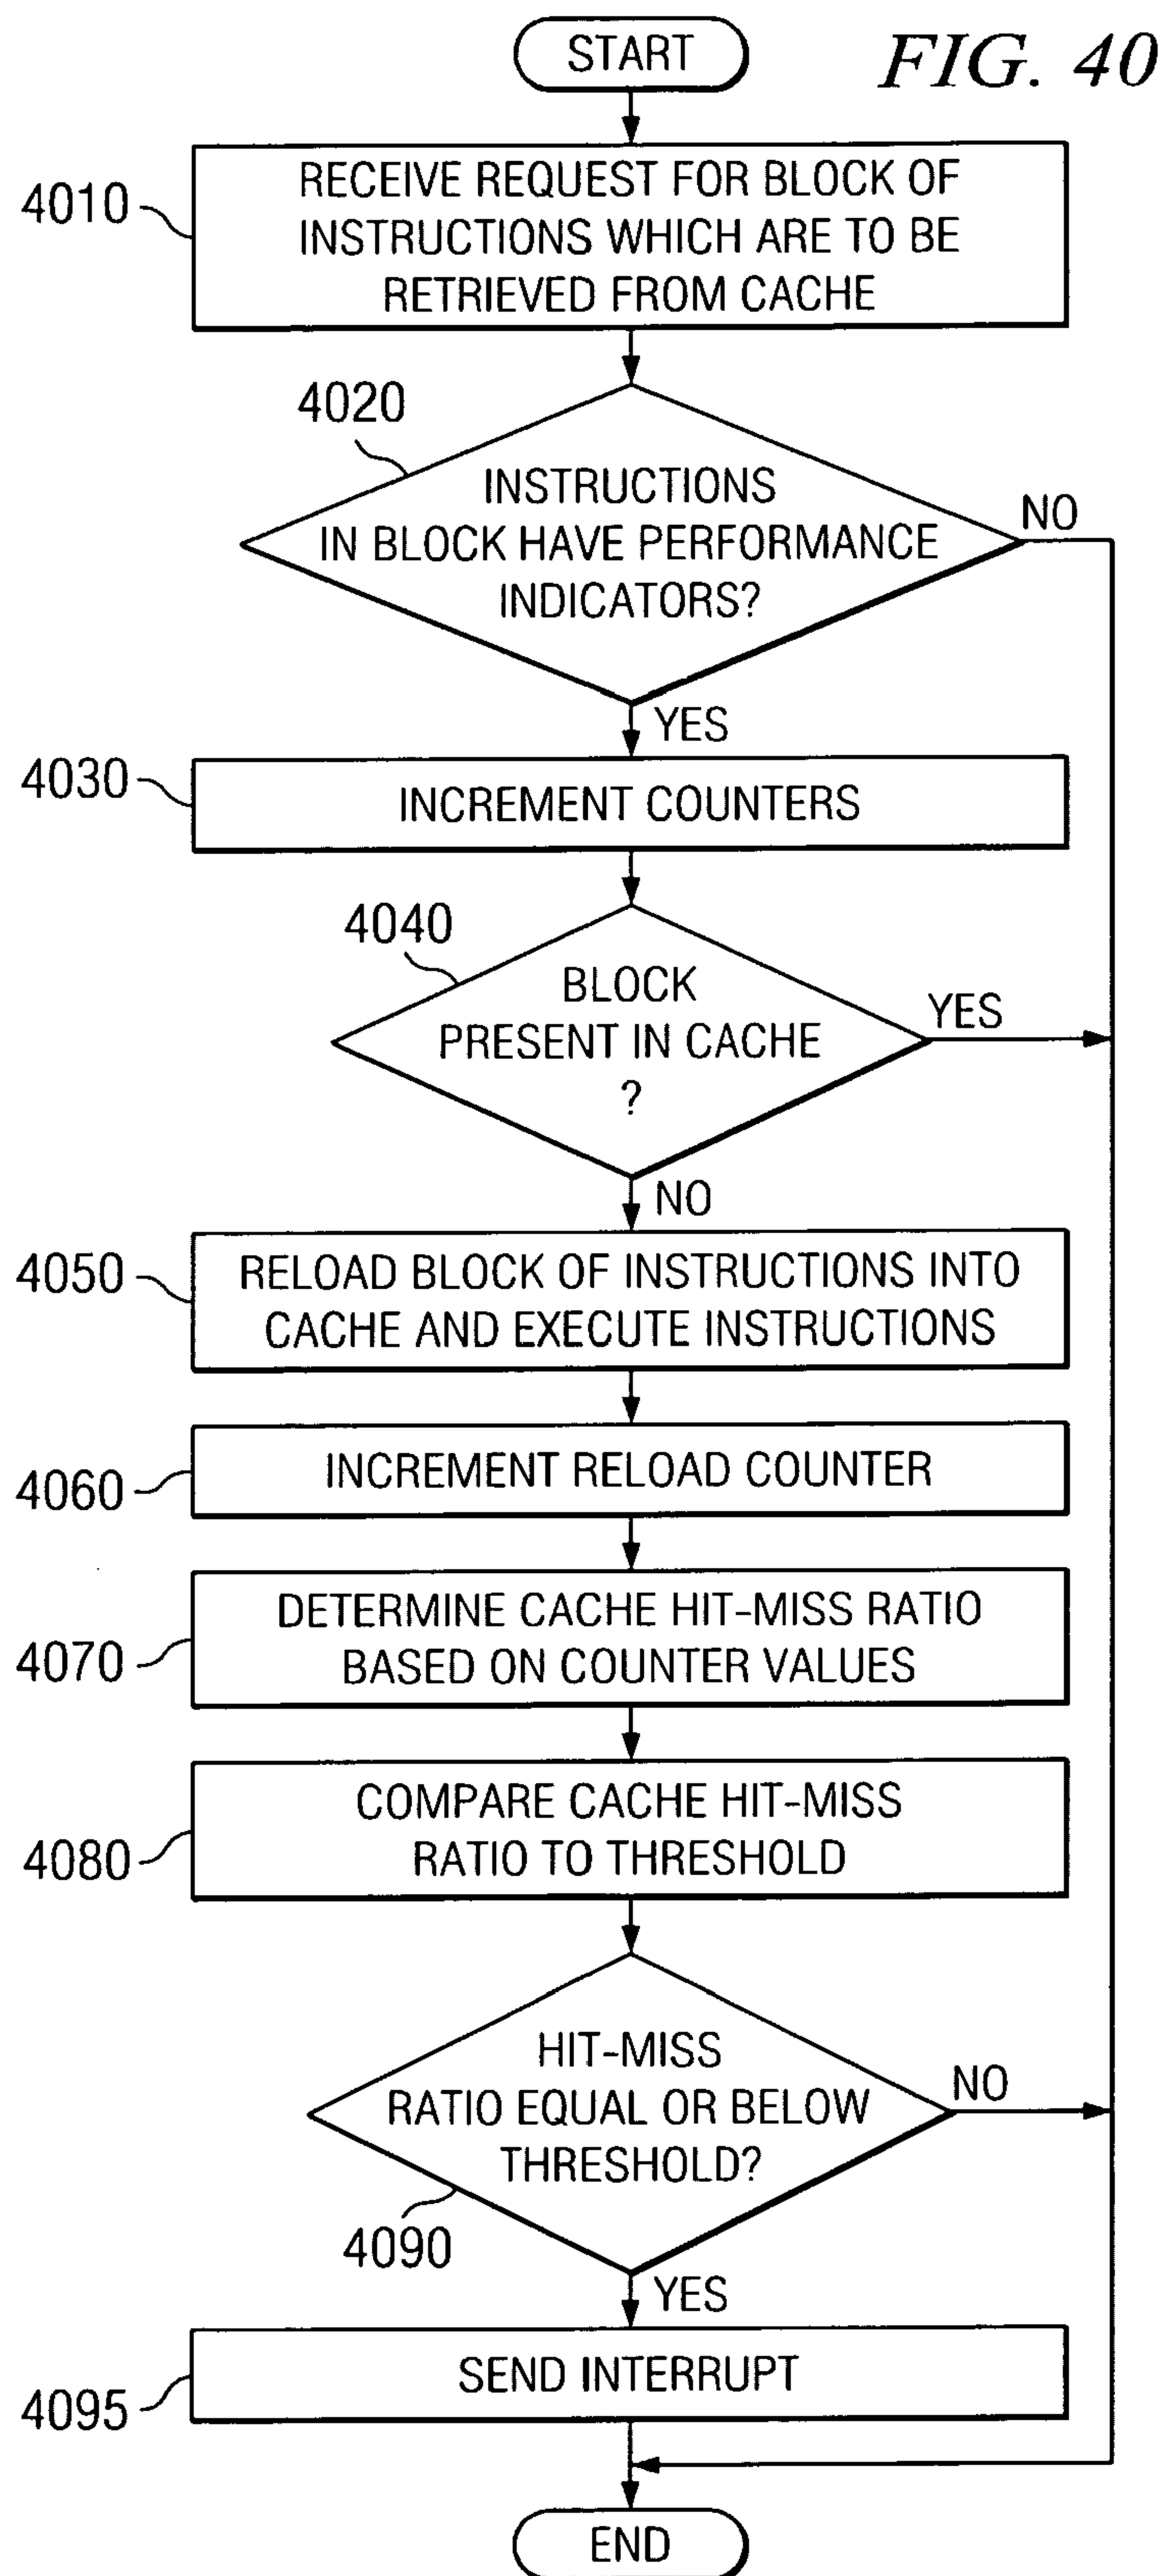 START
FIG. 40
4010
RECEIVE REQUEST FOR BLOCK OF
INSTRUCTIONS WHICH ARE TO BE
RETRIEVED FROM CACHE
4020
INSTRUCTIONS
IN BLOCK HAVE PERFORMANCE
INDICATORS?
NO
YES
4030
INCREMENT COUNTERS
4040
BLOCK
PRESENT IN CACHE
?
YES
NO
4050
RELOAD BLOCK OF INSTRUCTIONS INTO
CACHE AND EXECUTE INSTRUCTIONS
4060
INCREMENT RELOAD COUNTER
4070
DETERMINE CACHE HIT-MISS RATIO
BASED ON COUNTER VALUES
4080
COMPARE CACHE HIT-MISS
RATIO TO THRESHOLD
HIT-MISS
RATIO EQUAL OR BELOW
THRESHOLD?
NO
4090
YES
4095
SEND INTERRUPT
END